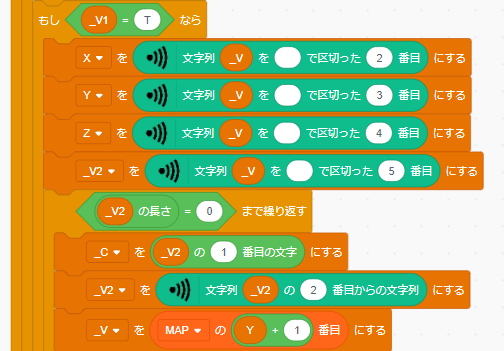 もし _V1 = T なら
X を 文字列 _V を で区切った 2 番目 にする
Y を 文字列 _V を で区切った 3 番目 にする
Z を 文字列 _V を で区切った 4 番目 にする
_V2 を 文字列 _V を で区切った 5 番目 にする
_V2 の長さ = 0 まで繰り返す
_C を _V2 の 1 番目の文字 にする
_V2 を 文字列 _V2 の 2 番目からの文字列 にする
_V を MAP の Y + 1 番目 にする